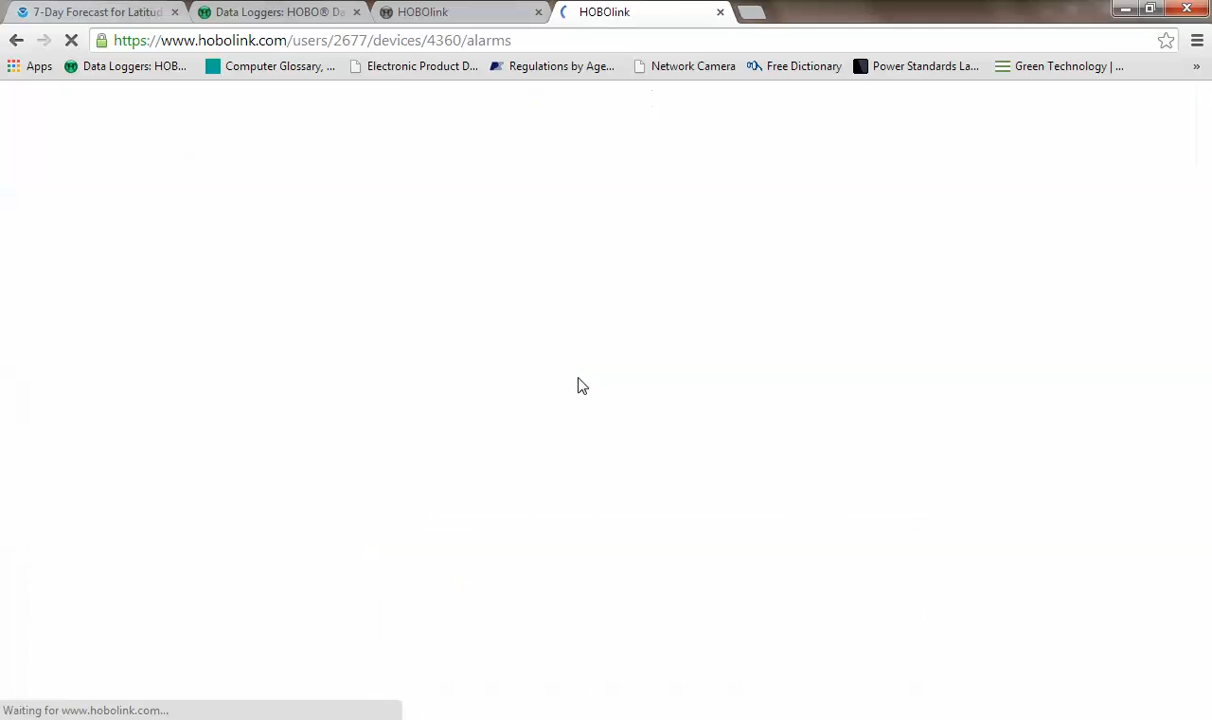 7-Day Forecast for Latitud
Data Loggers: HOBO® Da
HOBOlink
HOBOlink
https://www.hobolink.com/users/2677/devices/4360/alarms
Apps
Data Loggers: HOB...
Computer Glossary, ...
Electronic Product D...
Regulations by Age...
Network Camera
Free Dictionary
Power Standards La...
Green Technology | ...
»
Waiting for www.hobolink.com...